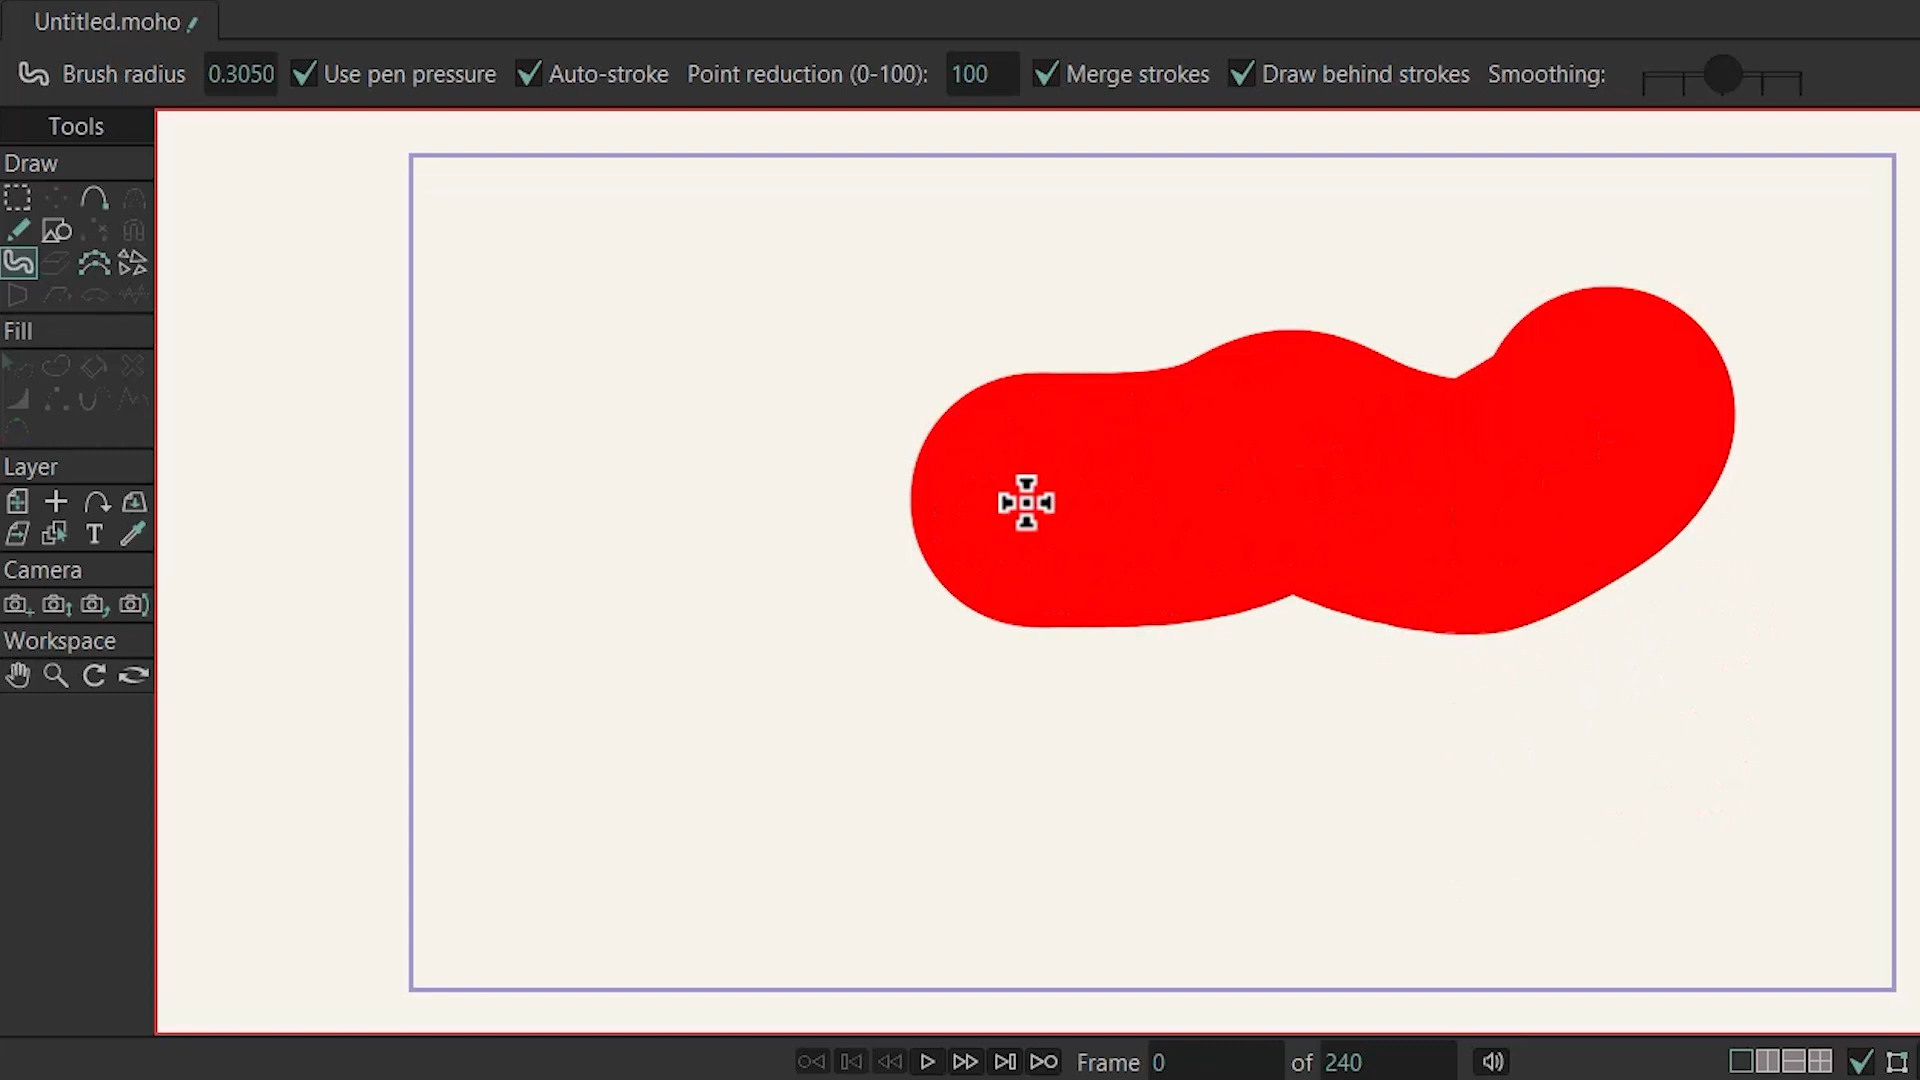 Untitled.moho
Brush radius 0.3050 Use pen pressure Auto-stroke Point reduction (0-100): 100 Merge strokes Draw behind strokes Smoothing:
Tools
Draw
Fill
Layer
T
Camera
Workspace
Frame 0 of 240